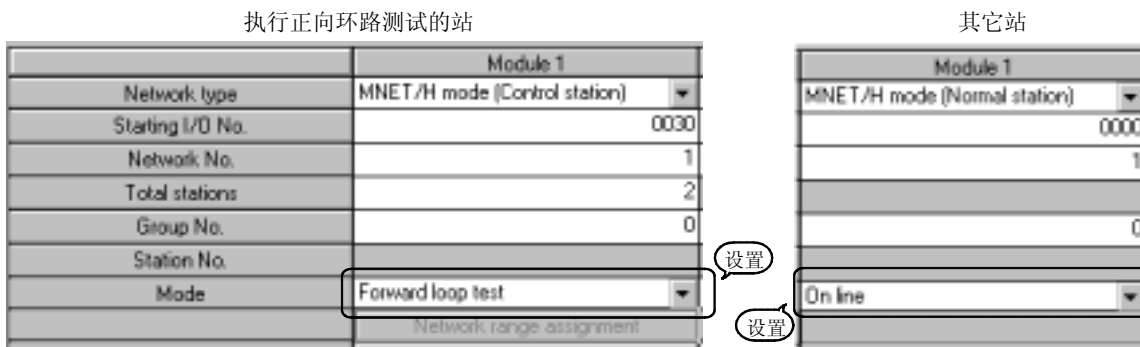 执行正向环路测试的站
其它站
Module 1
Network type MNET/H mode (Control station)
Starting I/O No. 0030
Network No. 1
Total stations 2
Group No. 0
Station No.
Mode Forward loop test
Network range assignment
设置
Module 1
MNET/H mode (Normal station)
0000
1
0
On line
设置